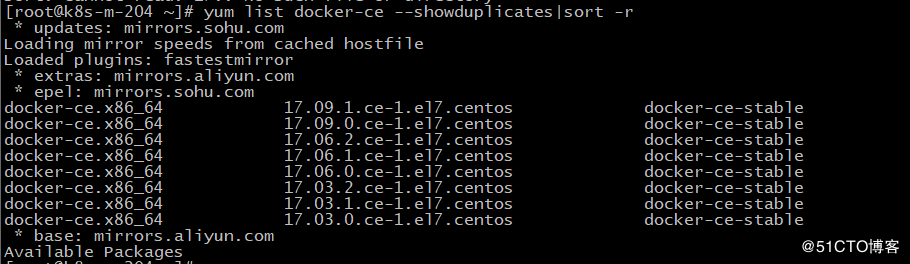 [root@k8s-m-204 ~]# yum list docker-ce --showduplicates|sort -r
 * updates: mirrors.sohu.com
Loading mirror speeds from cached hostfile
Loaded plugins: fastestmirror
 * extras: mirrors.aliyun.com
 * epel: mirrors.sohu.com
docker-ce.x86_64 17.09.1.ce-1.el7.centos docker-ce-stable
docker-ce.x86_64 17.09.0.ce-1.el7.centos docker-ce-stable
docker-ce.x86_64 17.06.2.ce-1.el7.centos docker-ce-stable
docker-ce.x86_64 17.06.1.ce-1.el7.centos docker-ce-stable
docker-ce.x86_64 17.06.0.ce-1.el7.centos docker-ce-stable
docker-ce.x86_64 17.03.2.ce-1.el7.centos docker-ce-stable
docker-ce.x86_64 17.03.1.ce-1.el7.centos docker-ce-stable
docker-ce.x86_64 17.03.0.ce-1.el7.centos docker-ce-stable
 * base: mirrors.aliyun.com
Available Packages
@51CTO博客